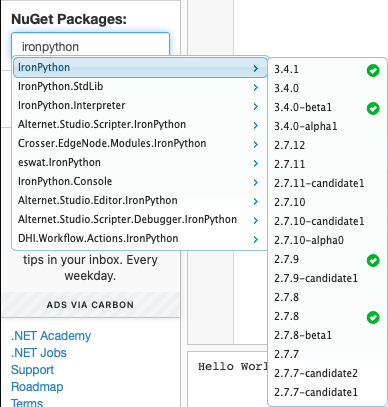 NuGet Packages:
ironpython
IronPython
IronPython.StdLib
IronPython.Interpreter
Alternet.Studio.Scripter.IronPython
Crosser.EdgeNode.Modules.IronPython
eswat.IronPython
IronPython.Console
Alternet.Studio.Editor.IronPython
Alternet.Studio.Scripter.Debugger.IronPython
DHI.Workflow.Actions.IronPython
3.4.1
3.4.0
3.4.0-beta1
3.4.0-alpha1
2.7.12
2.7.11
2.7.11-candidate1
2.7.10
2.7.10-candidate1
2.7.10-alpha0
2.7.9
2.7.9-candidate1
2.7.8
2.7.8
2.7.8-beta1
2.7.7
2.7.7-candidate2
2.7.7-candidate1
tips in your inbox. Every
weekday.
ADS VIA CARBON
.NET Academy
.NET Jobs
Support
Roadmap
Terms
Hello Worl